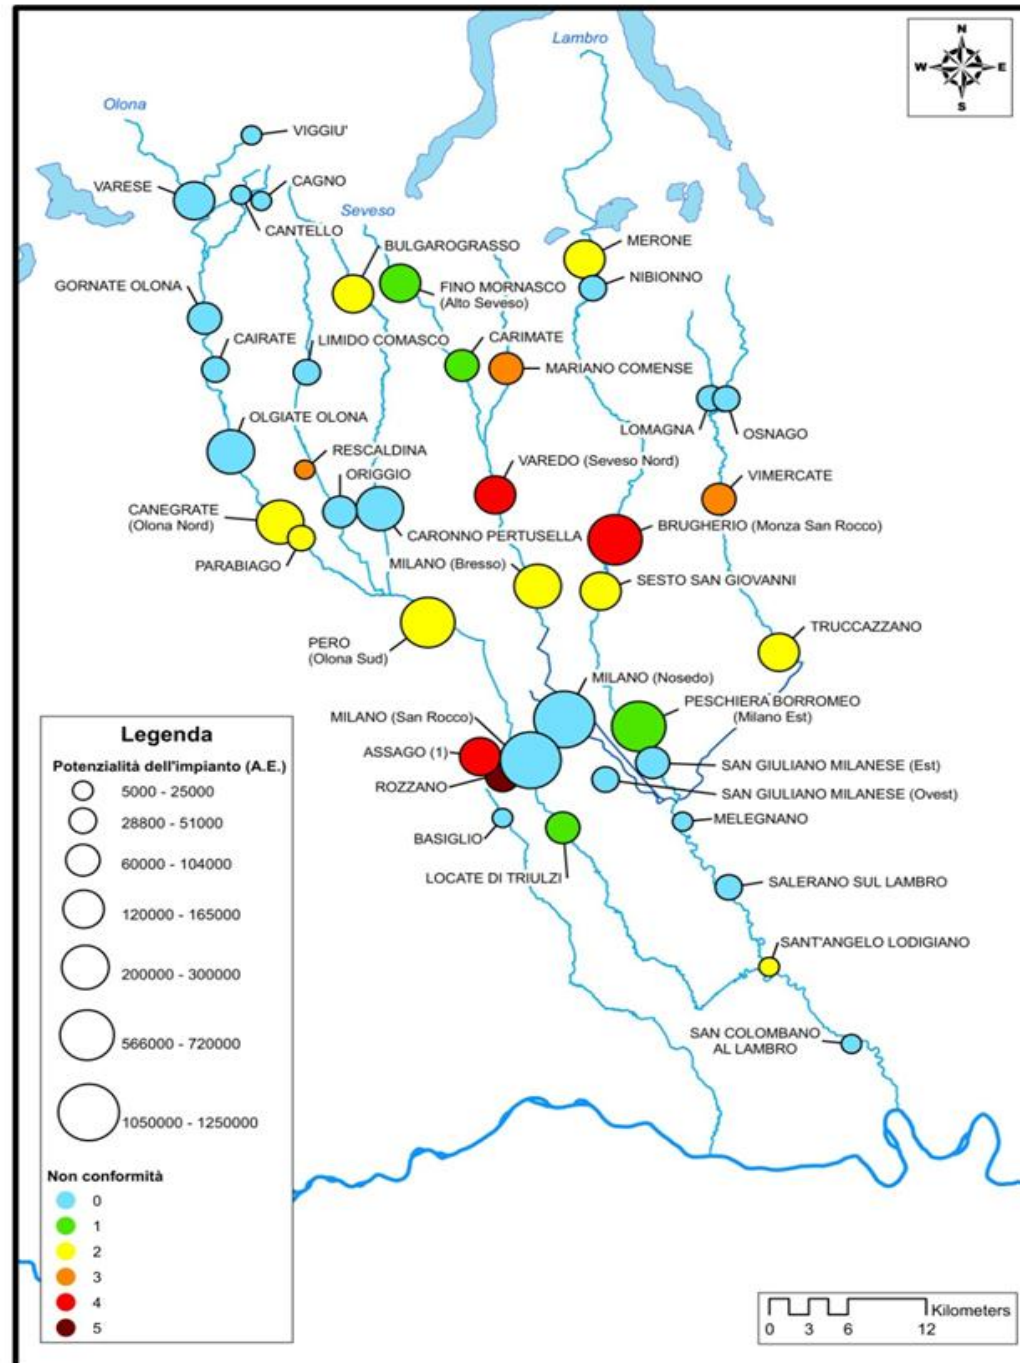 Lambro
N
W
E
S
Olona
VIGGIU'
VARESE
CAGNO
CANTELLO
Seveso
BULGAROGRASSO
MERONE
GORNATE OLONA
FINO MORNASCO
(Alto Seveso)
NIBIONNO
CAIRATE
LIMIDO COMASCO
CARIMATE
MARIANO COMENSE
OLGIATE OLONA
LOMAGNA
OSNAGO
RESCALDINA
ORIGGIO
VAREDO (Seveso Nord)
VIMERCATE
CANEGRATE
(Olona Nord)
CARONNO PERTUSELLA
BRUGHERIO (Monza San Rocco)
PARABIAGO
MILANO (Bresso)
SESTO SAN GIOVANNI
PERO
(Olona Sud)
TRUCCAZZANO
MILANO (Nosedo)
PESCHIERA BORROMEO
(Milano Est)
MILANO (San Rocco)
ASSAGO (1)
ROZZANO
SAN GIULIANO MILANESE (Est)
SAN GIULIANO MILANESE (Ovest)
BASIGLIO
MELEGNANO
LOCATE DI TRIULZI
SALERANO SUL LAMBRO
SANT'ANGELO LODIGIANO
SAN COLOMBANO
AL LAMBRO
Legenda
Potenzialità dell'impianto (A.E.)
5000 - 25000
28800 - 51000
60000 - 104000
120000 - 165000
200000 - 300000
566000 - 720000
1050000 - 1250000
Non conformità
0
1
2
3
4
5
Kilometers
0 3 6 12